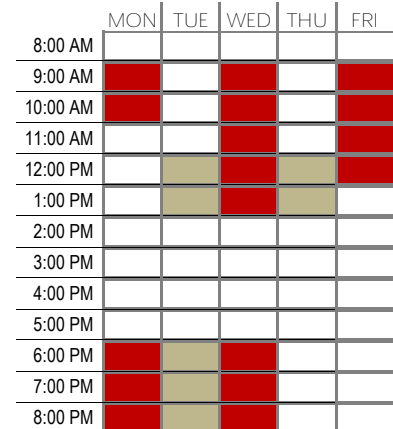 MON TUE WED THU FRI
8:00 AM
9:00 AM
10:00 AM
11:00 AM
12:00 PM
1:00 PM
2:00 PM
3:00 PM
4:00 PM
5:00 PM
6:00 PM
7:00 PM
8:00 PM